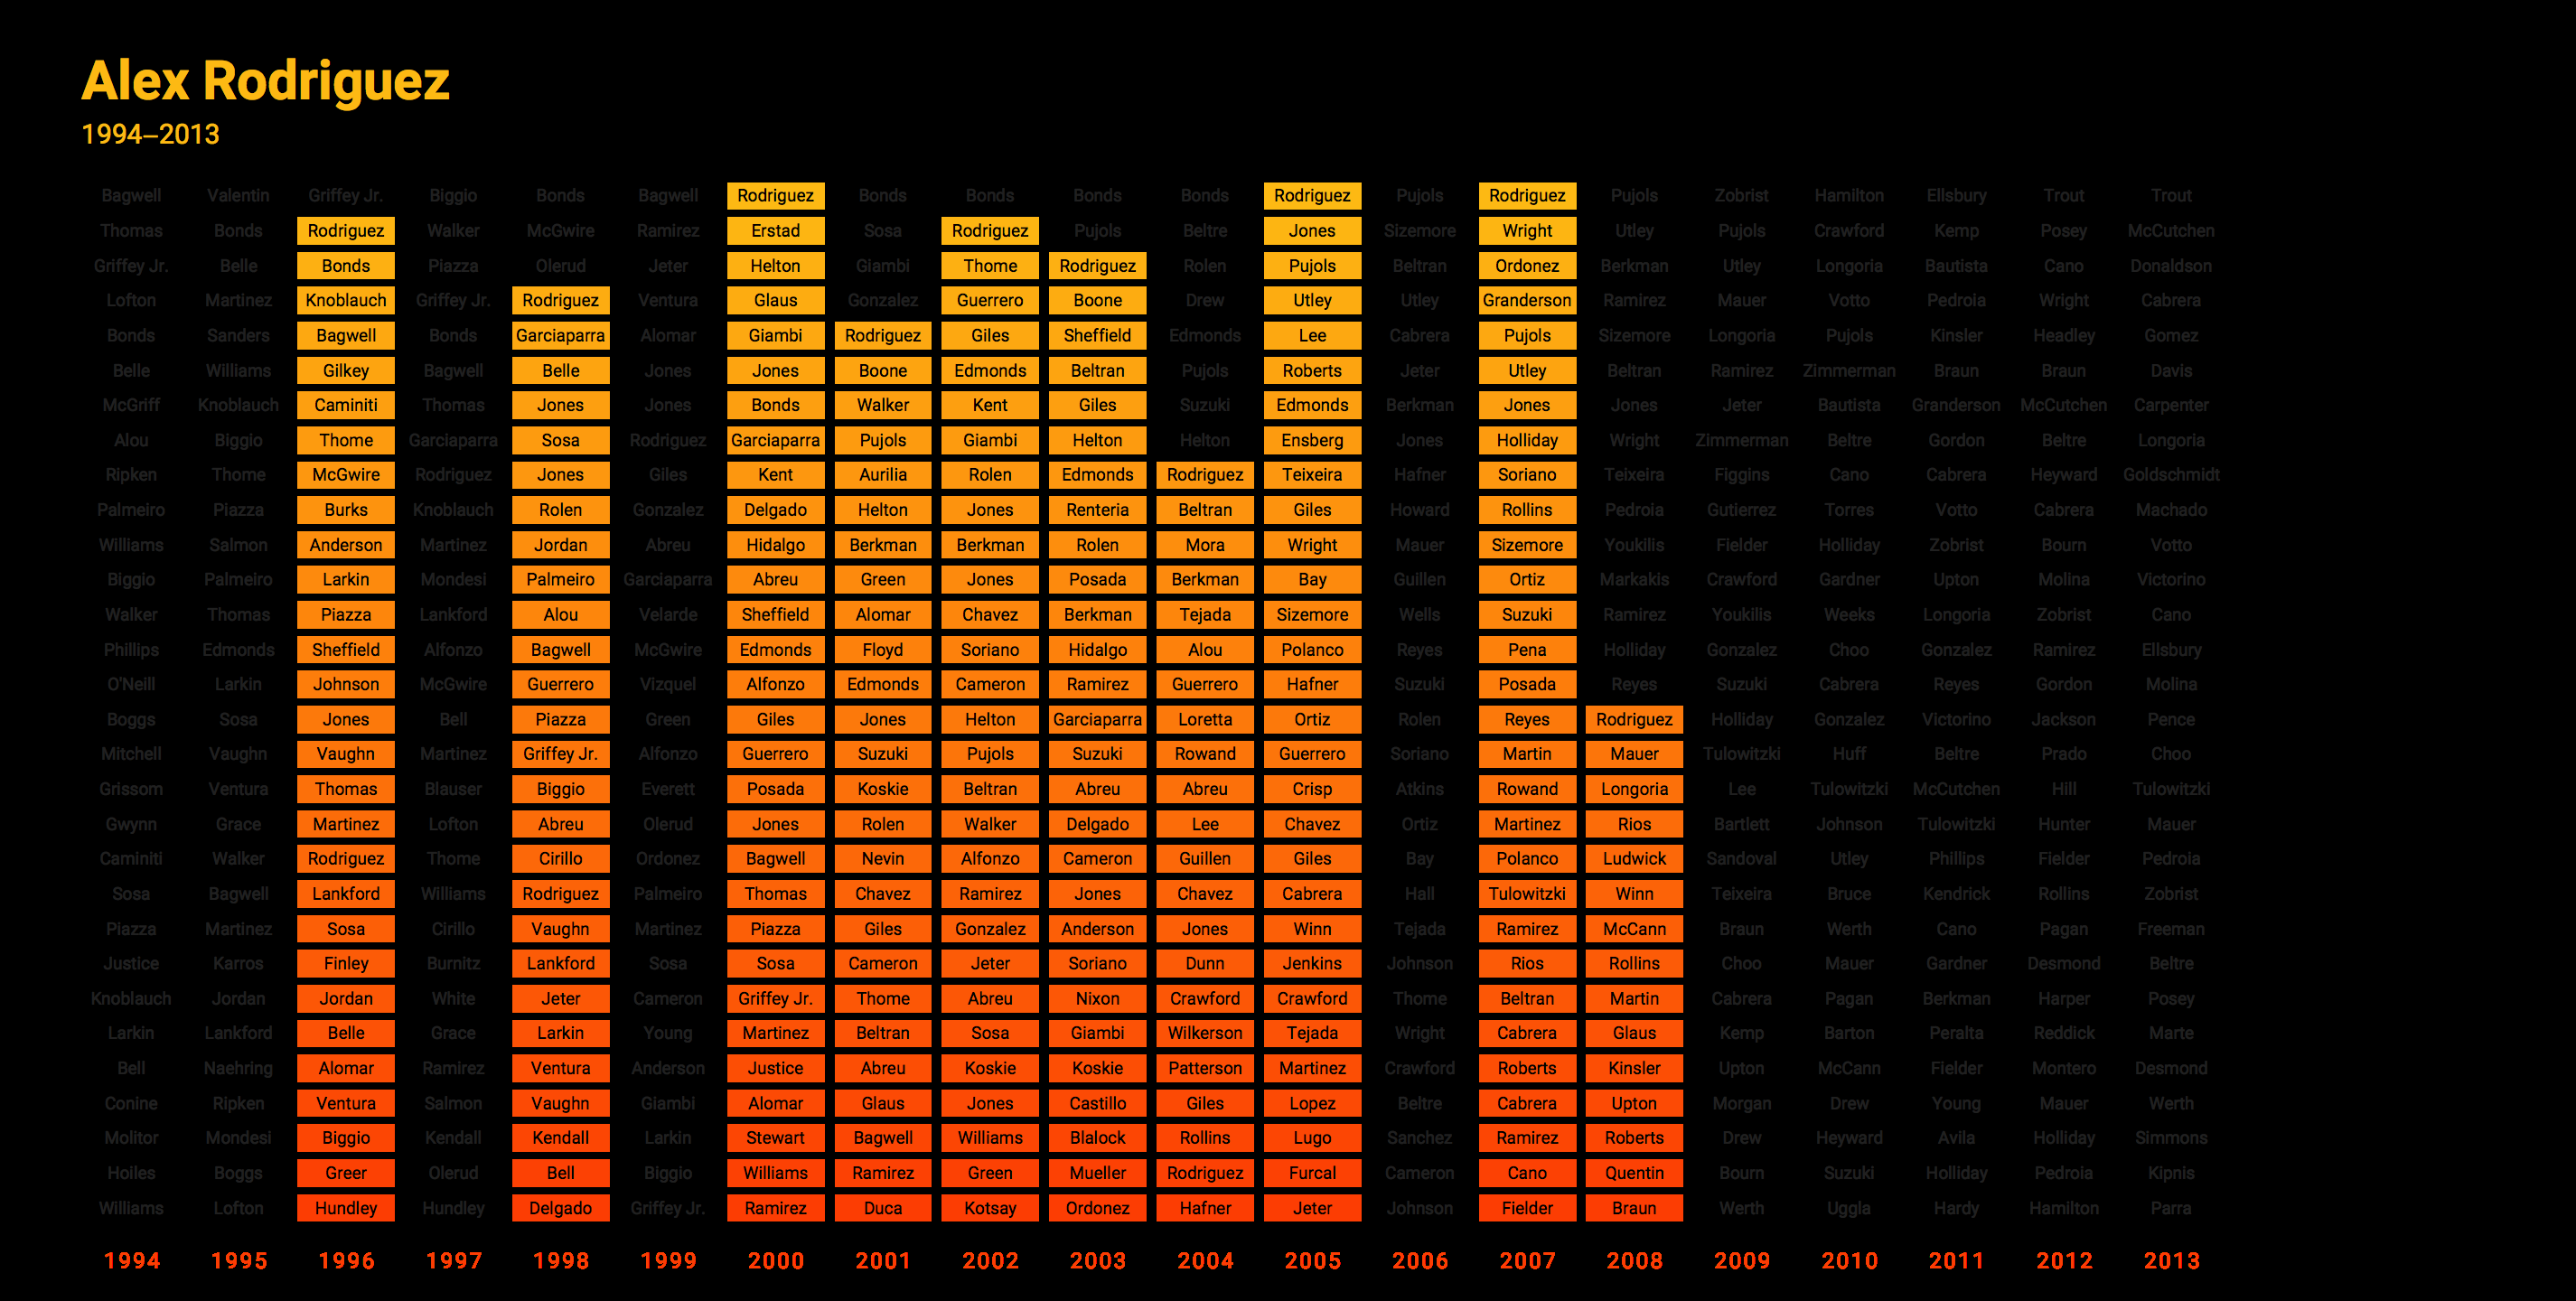 Alex Rodriguez
1994–2013
Bagwell Valentin Griffey Jr. Biggio Bonds Bagwell Rodriguez Bonds Bonds Bonds Bonds Rodriguez Pujols Rodriguez Pujols Zobrist Hamilton Ellsbury Trout Trout
Thomas Bonds Rodriguez Walker McGwire Ramirez Erstad Sosa Rodriguez Pujols Beltre Jones Sizemore Wright Utley Pujols Crawford Kemp Posey McCutchen
Griffey Jr. Belle Bonds Piazza Olerud Jeter Helton Giambi Thome Rodriguez Rolen Pujols Beltran Ordonez Berkman Utley Longoria Bautista Cano Donaldson
Lofton Martinez Knoblauch Griffey Jr. Rodriguez Ventura Glaus Gonzalez Guerrero Boone Drew Utley Utley Granderson Ramirez Mauer Votto Pedroia Wright Cabrera
Bonds Sanders Bagwell Bonds Garciaparra Alomar Giambi Rodriguez Giles Sheffield Edmonds Lee Cabrera Pujols Sizemore Longoria Pujols Kinsler Headley Gomez
Belle Williams Gilkey Bagwell Belle Jones Jones Boone Edmonds Beltran Pujols Roberts Jeter Utley Beltran Ramirez Zimmerman Braun Braun Davis
McGriff Knoblauch Caminiti Thomas Jones Jones Bonds Walker Kent Giles Suzuki Edmonds Berkman Jones Jones Jeter Bautista Granderson McCutchen Carpenter
Alou Biggio Thome Garciaparra Sosa Rodriguez Garciaparra Pujols Giambi Helton Helton Ensberg Jones Holliday Wright Zimmerman Beltre Gordon Beltre Longoria
Ripken Thome McGwire Rodriguez Jones Giles Kent Aurilia Rolen Edmonds Rodriguez Teixeira Hafner Soriano Teixeira Figgins Cano Cabrera Heyward Goldschmidt
Palmeiro Piazza Burks Knoblauch Rolen Gonzalez Delgado Helton Jones Renteria Beltran Giles Howard Rollins Pedroia Gutierrez Torres Votto Cabrera Machado
Williams Salmon Anderson Martinez Jordan Abreu Hidalgo Berkman Berkman Rolen Mora Wright Mauer Sizemore Youkilis Fielder Holliday Zobrist Bourn Votto
Biggio Palmeiro Larkin Mondesi Palmeiro Garciaparra Abreu Green Jones Posada Berkman Bay Guillen Ortiz Markakis Crawford Gardner Upton Molina Victorino
Walker Thomas Piazza Lankford Alou Velarde Sheffield Alomar Chavez Berkman Tejada Sizemore Wells Suzuki Ramirez Youkilis Weeks Longoria Zobrist Cano
Phillips Edmonds Sheffield Alfonzo Bagwell McGwire Edmonds Floyd Soriano Hidalgo Alou Polanco Reyes Pena Holliday Gonzalez Choo Gonzalez Ramirez Ellsbury
O'Neill Larkin Johnson McGwire Guerrero Vizquel Alfonzo Edmonds Cameron Ramirez Guerrero Hafner Suzuki Posada Reyes Suzuki Cabrera Reyes Gordon Molina
Boggs Sosa Jones Bell Piazza Green Giles Jones Helton Garciaparra Loretta Ortiz Rolen Reyes Rodriguez Holliday Gonzalez Victorino Jackson Pence
Mitchell Vaughn Vaughn Martinez Griffey Jr. Alfonzo Guerrero Suzuki Pujols Suzuki Rowand Guerrero Soriano Martin Mauer Tulowitzki Huff Beltre Prado Choo
Grissom Ventura Thomas Blauser Biggio Everett Posada Koskie Beltran Abreu Abreu Crisp Atkins Rowand Longoria Lee Tulowitzki McCutchen Hill Tulowitzki
Gwynn Grace Martinez Lofton Abreu Olerud Jones Rolen Walker Delgado Lee Chavez Ortiz Martinez Rios Bartlett Johnson Tulowitzki Hunter Mauer
Caminiti Walker Rodriguez Thome Cirillo Ordonez Bagwell Nevin Alfonzo Cameron Guillen Giles Bay Polanco Ludwick Sandoval Utley Phillips Fielder Pedroia
Sosa Bagwell Lankford Williams Rodriguez Palmeiro Thomas Chavez Ramirez Jones Chavez Cabrera Hall Tulowitzki Winn Teixeira Bruce Kendrick Rollins Zobrist
Piazza Martinez Sosa Cirillo Vaughn Martinez Piazza Giles Gonzalez Anderson Jones Winn Tejada Ramirez McCann Braun Werth Cano Pagan Freeman
Justice Karros Finley Burnitz Lankford Sosa Sosa Cameron Jeter Soriano Dunn Jenkins Johnson Rios Rollins Choo Mauer Gardner Desmond Beltre
Knoblauch Jordan Jordan White Jeter Cameron Griffey Jr. Thome Abreu Nixon Crawford Crawford Thome Beltran Martin Cabrera Pagan Berkman Harper Posey
Larkin Lankford Belle Grace Larkin Young Martinez Beltran Sosa Giambi Wilkerson Tejada Wright Cabrera Glaus Kemp Barton Peralta Reddick Marte
Bell Naehring Alomar Ramirez Ventura Anderson Justice Abreu Koskie Koskie Patterson Martinez Crawford Roberts Kinsler Upton McCann Fielder Montero Desmond
Conine Ripken Ventura Salmon Vaughn Giambi Alomar Glaus Jones Castillo Giles Lopez Beltre Cabrera Upton Morgan Drew Young Mauer Werth
Molitor Mondesi Biggio Kendall Kendall Larkin Stewart Bagwell Williams Blalock Rollins Lugo Sanchez Ramirez Roberts Drew Heyward Avila Holliday Simmons
Hoiles Boggs Greer Olerud Bell Biggio Williams Ramirez Green Mueller Rodriguez Furcal Cameron Cano Quentin Bourn Suzuki Holliday Pedroia Kipnis
Williams Lofton Hundley Hundley Delgado Griffey Jr. Ramirez Duca Kotsay Ordonez Hafner Jeter Johnson Fielder Braun Werth Uggla Hardy Hamilton Parra
1994 1995 1996 1997 1998 1999 2000 2001 2002 2003 2004 2005 2006 2007 2008 2009 2010 2011 2012 2013